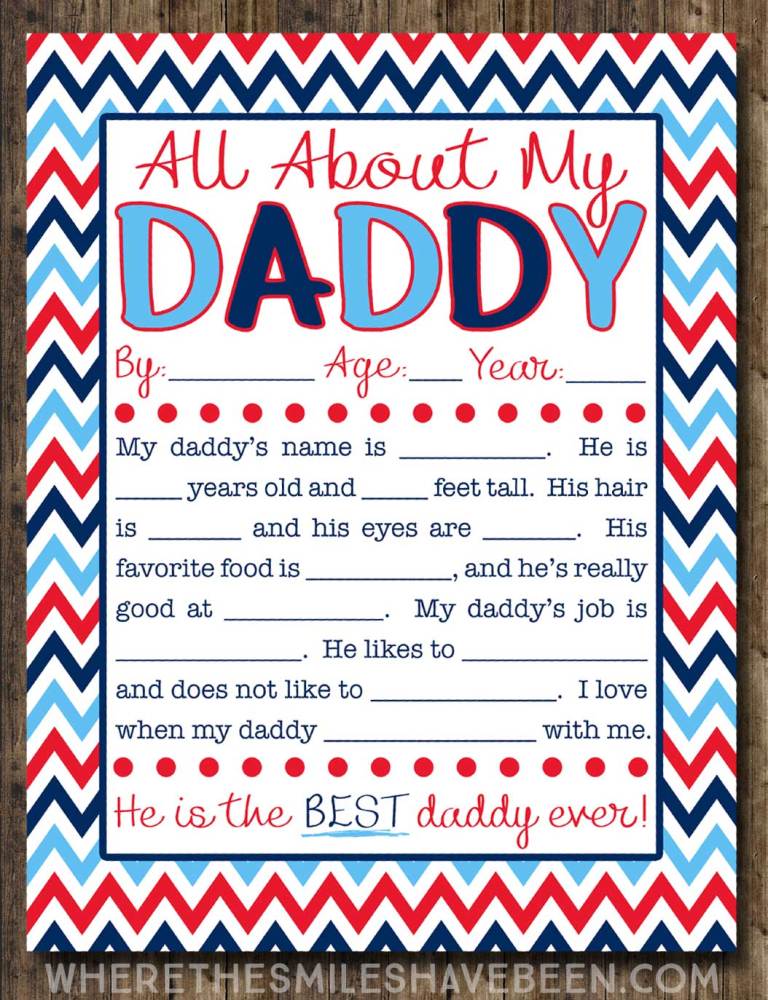 All About My
DADDY
By:__________ Age:____ Year:______
My daddy's name is ___________. He is
_____ years old and _____ feet tall. His hair
is _______ and his eyes are _______. His
favorite food is ___________, and he's really
good at ____________. My daddy's job is
______________. He likes to ______________
and does not like to ______________. I love
when my daddy ________________ with me.
He is the BEST daddy ever!
WHERETHESMILESHAVEBEEN.COM